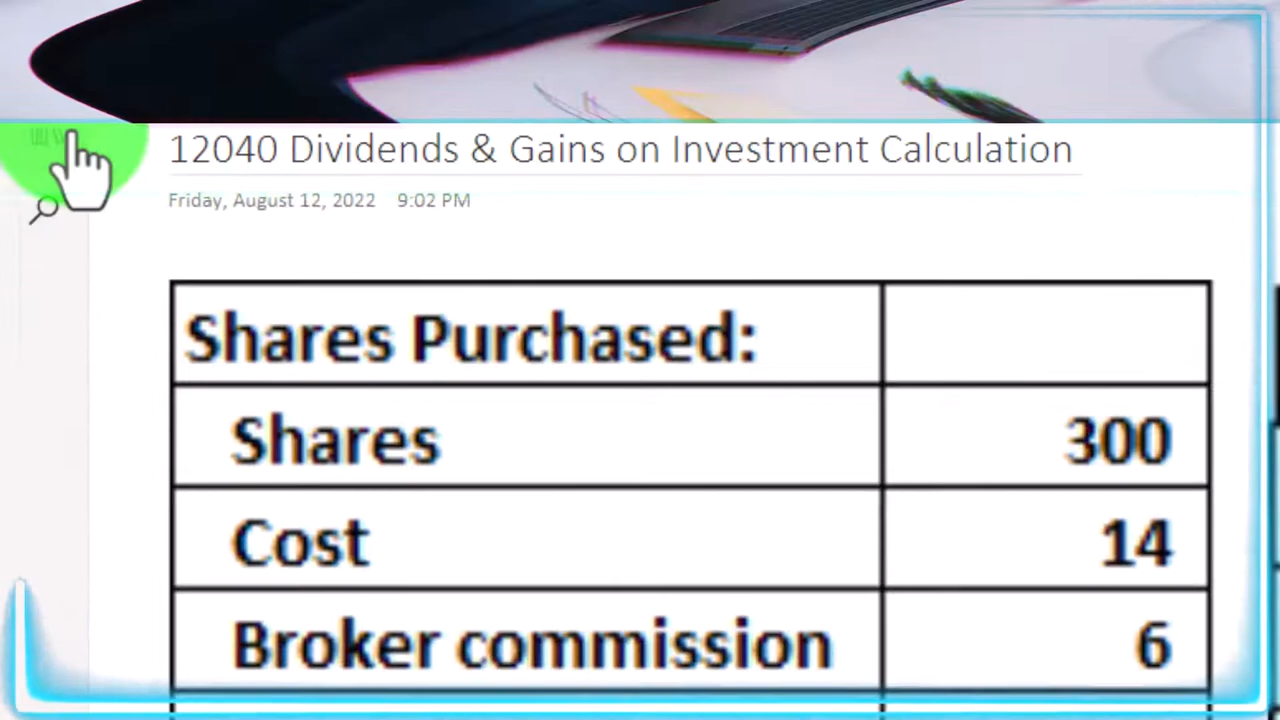 12040 Dividends & Gains on Investment Calculation
Friday, August 12, 2022 9:02 PM
Shares Purchased:
Shares 300
Cost 14
Broker commission 6